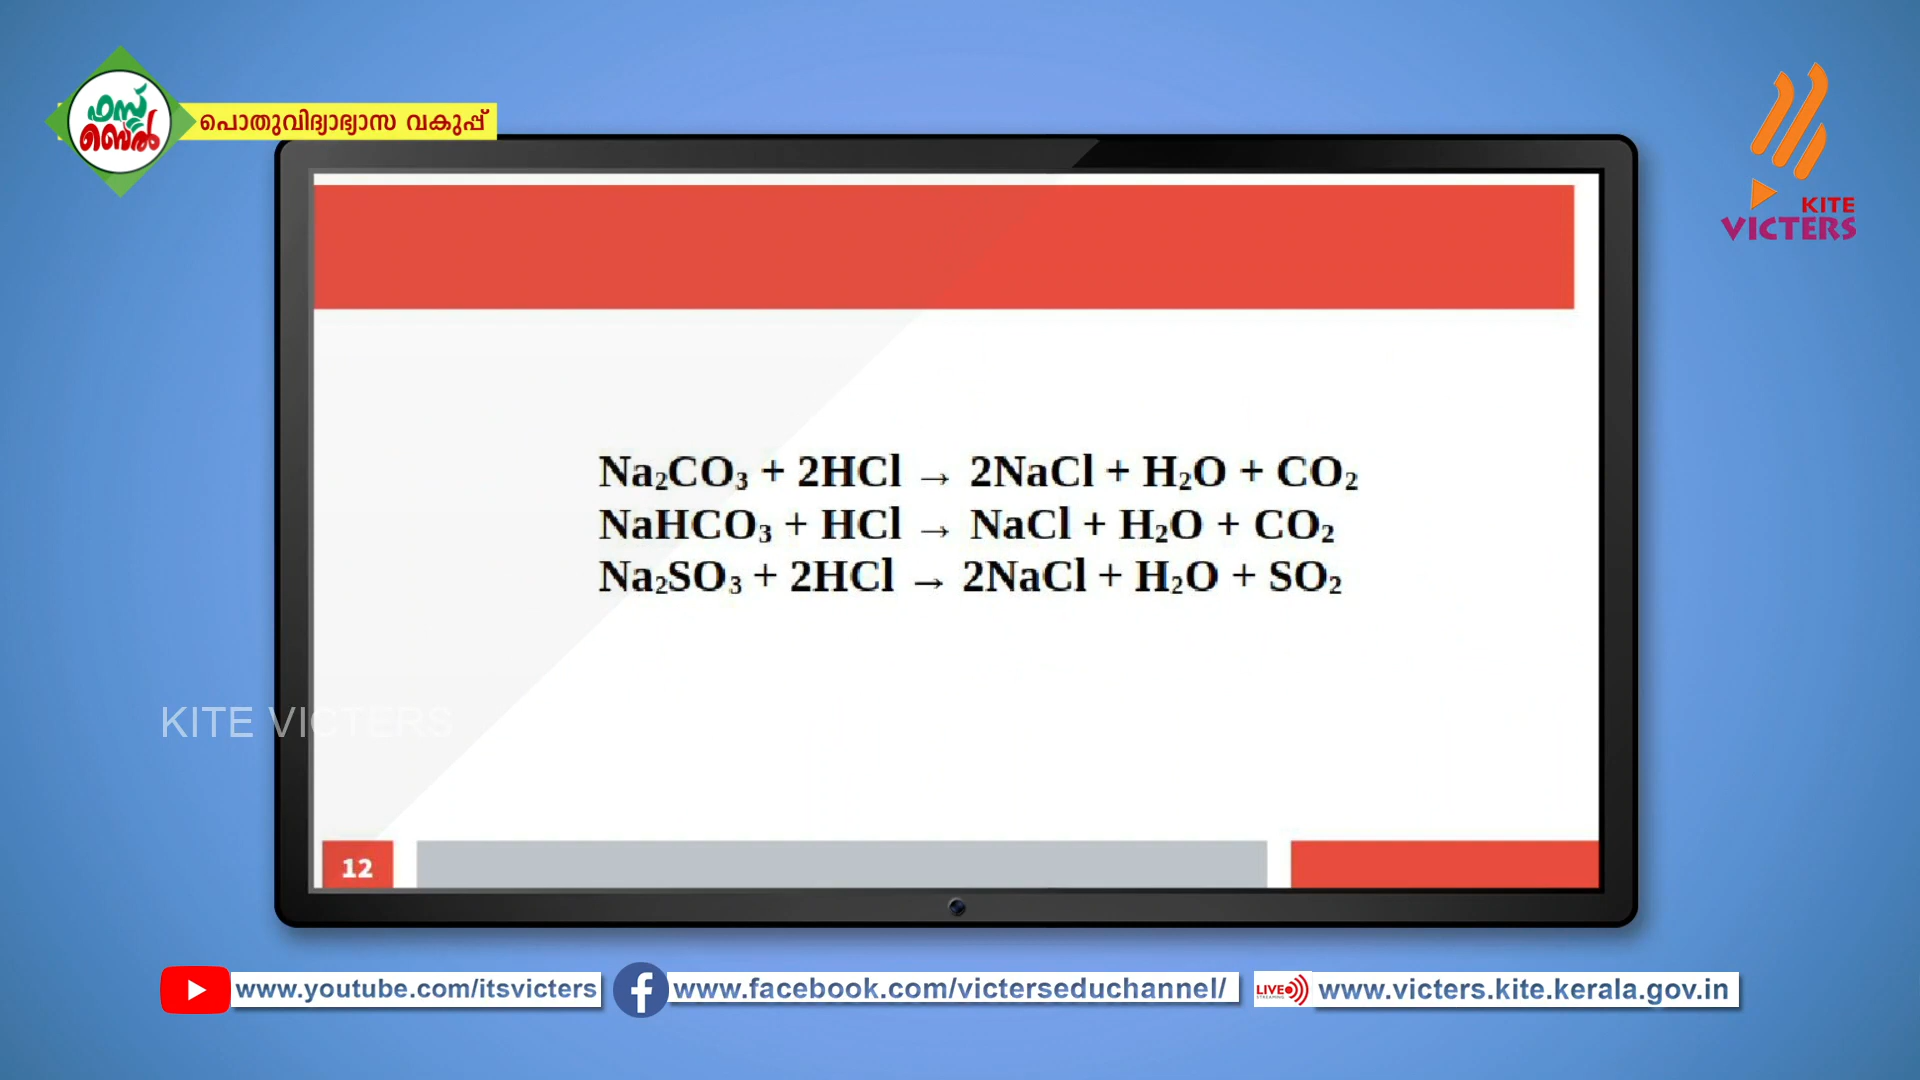 ഫസ്റ്റ്
ബെൽ
പൊതുവിദ്യാഭ്യാസ വകുപ്പ്
KITE
VICTERS
Na₂CO₃ + 2HCl → 2NaCl + H₂O + CO₂
NaHCO₃ + HCl → NaCl + H₂O + CO₂
Na₂SO₃ + 2HCl → 2NaCl + H₂O + SO₂
KITE VICTERS
12
www.youtube.com/itsvicters
www.facebook.com/victerseduchannel/
LIVE
STREAMING
www.victers.kite.kerala.gov.in